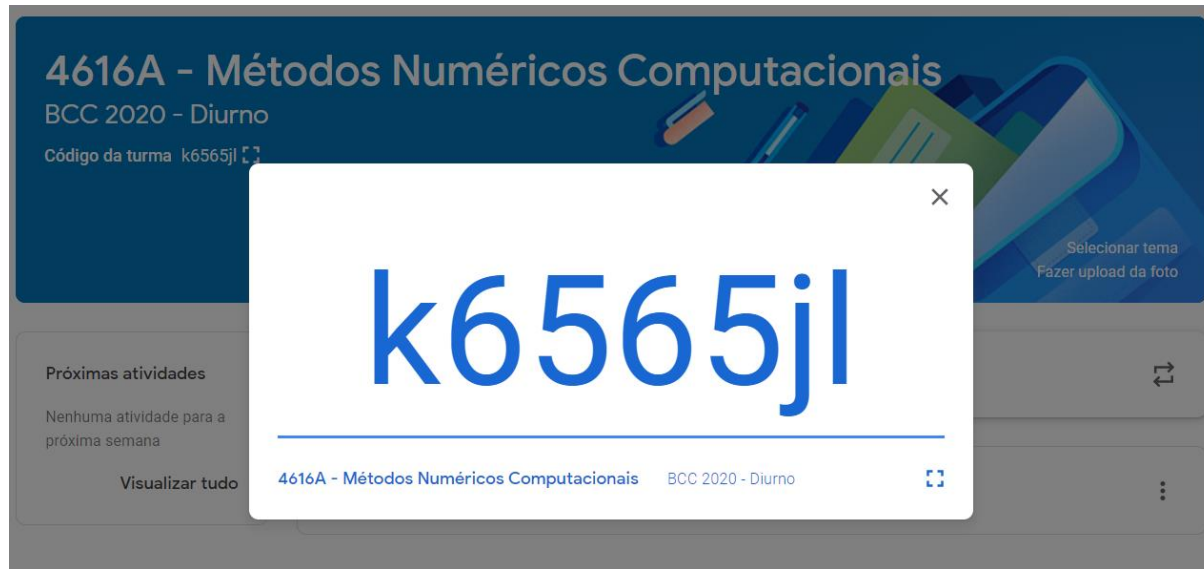 4616A - Métodos Numéricos Computacionais
BCC 2020 - Diurno
Código da turma k6565jl
Selecionar tema
Fazer upload da foto
k6565jl
4616A - Métodos Numéricos Computacionais BCC 2020 - Diurno
Próximas atividades
Nenhuma atividade para a
próxima semana
Visualizar tudo